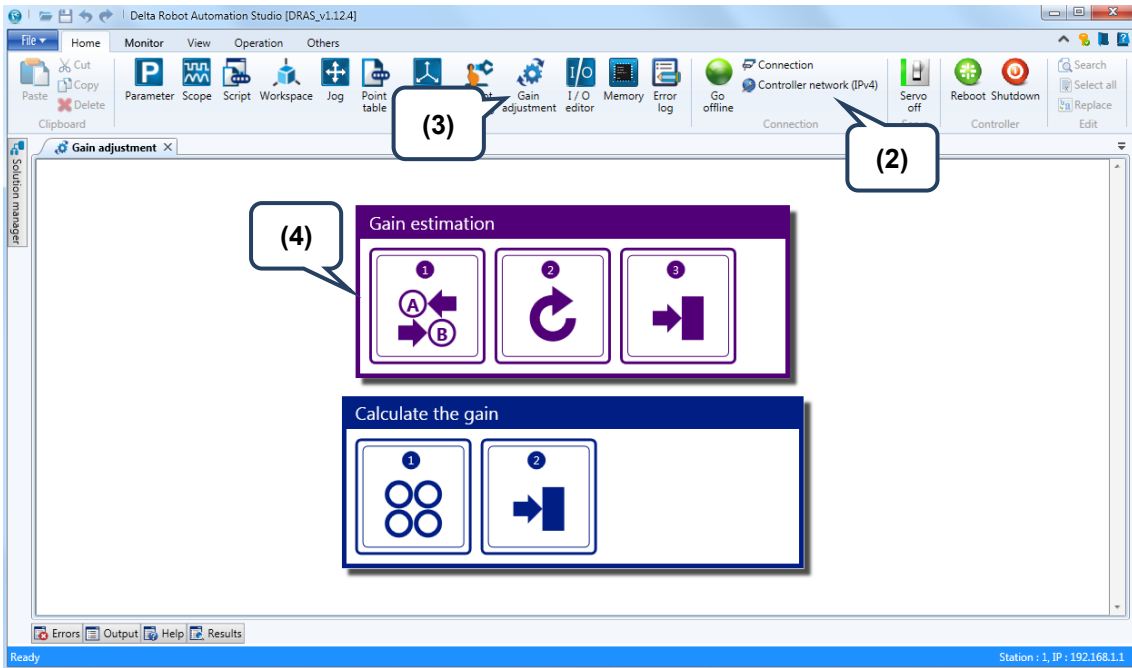 Delta Robot Automation Studio [DRAS_v1.12.4]
File Home Monitor View Operation Others
Paste
Cut
Copy
Delete
Clipboard
Parameter
Scope
Script
Workspace
Jog
Point table
Gain adjustment
I/O
I / O editor
Memory
Error log
Go offline
Connection
Controller network (IPv4)
Connection
Servo off
Reboot
Shutdown
Controller
Search
Select all
Replace
Edit
(3)
(2)
Solution manager
Gain adjustment
(4)
Gain estimation
1 2 3
A
B
Calculate the gain
1 2
Errors Output Help Results
Ready
Station : 1, IP : 192.168.1.1